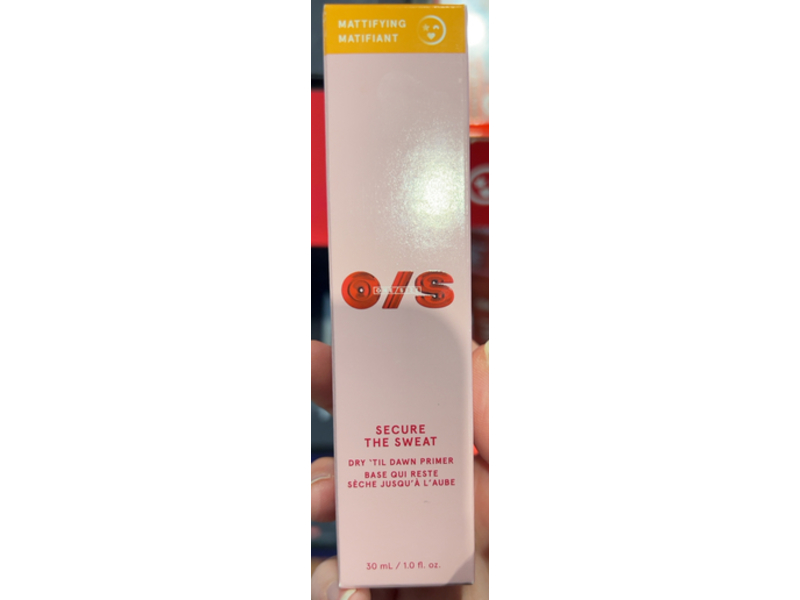 MATTIFYING
MATIFIANT
O/S
SECURE
THE SWEAT
DRY 'TIL DAWN PRIMER
BASE QUI RESTE
SÈCHE JUSQU'À L'AUBE
30 mL / 1.0 fl. oz.